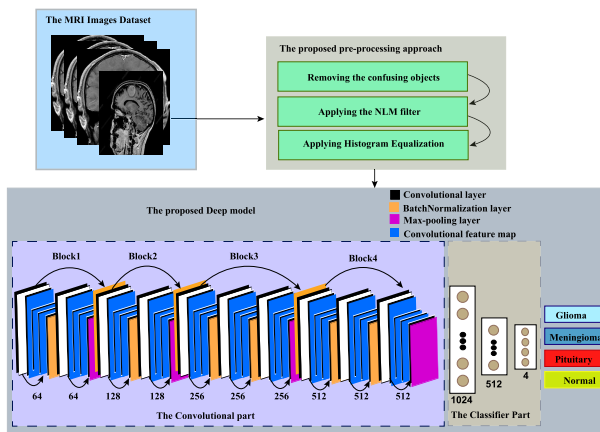 The MRI Images Dataset
The proposed pre-processing approach
Removing the confusing objects
Applying the NLM filter
Applying Histogram Equalization
The proposed Deep model
Convolutional layer
BatchNormalization layer
Max-pooling layer
Convolutional feature map
Block1
Block2
Block3
Block4
64
64
128
128
256
256
256
512
512
512
The Convolutional part
1024
512
4
The Classifier Part
Glioma
Meningioma
Pituitary
Normal